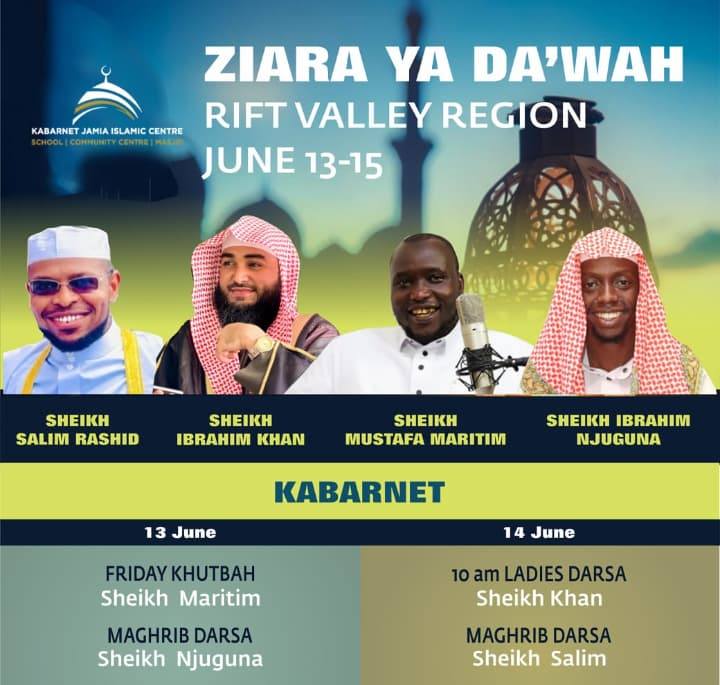 ZIARA YA DA'WAH
RIFT VALLEY REGION
JUNE 13-15
KABARNET JAMIA ISLAMIC CENTRE
SCHOOL | COMMUNITY CENTRE | MASJID
SHEIKH
SALIM RASHID
SHEIKH
IBRAHIM KHAN
SHEIKH
MUSTAFA MARITIM
SHEIKH IBRAHIM
NJUGUNA
KABARNET
13 June
FRIDAY KHUTBAH
Sheikh Maritim
MAGHRIB DARSA
Sheikh Njuguna
14 June
10 am LADIES DARSA
Sheikh Khan
MAGHRIB DARSA
Sheikh Salim